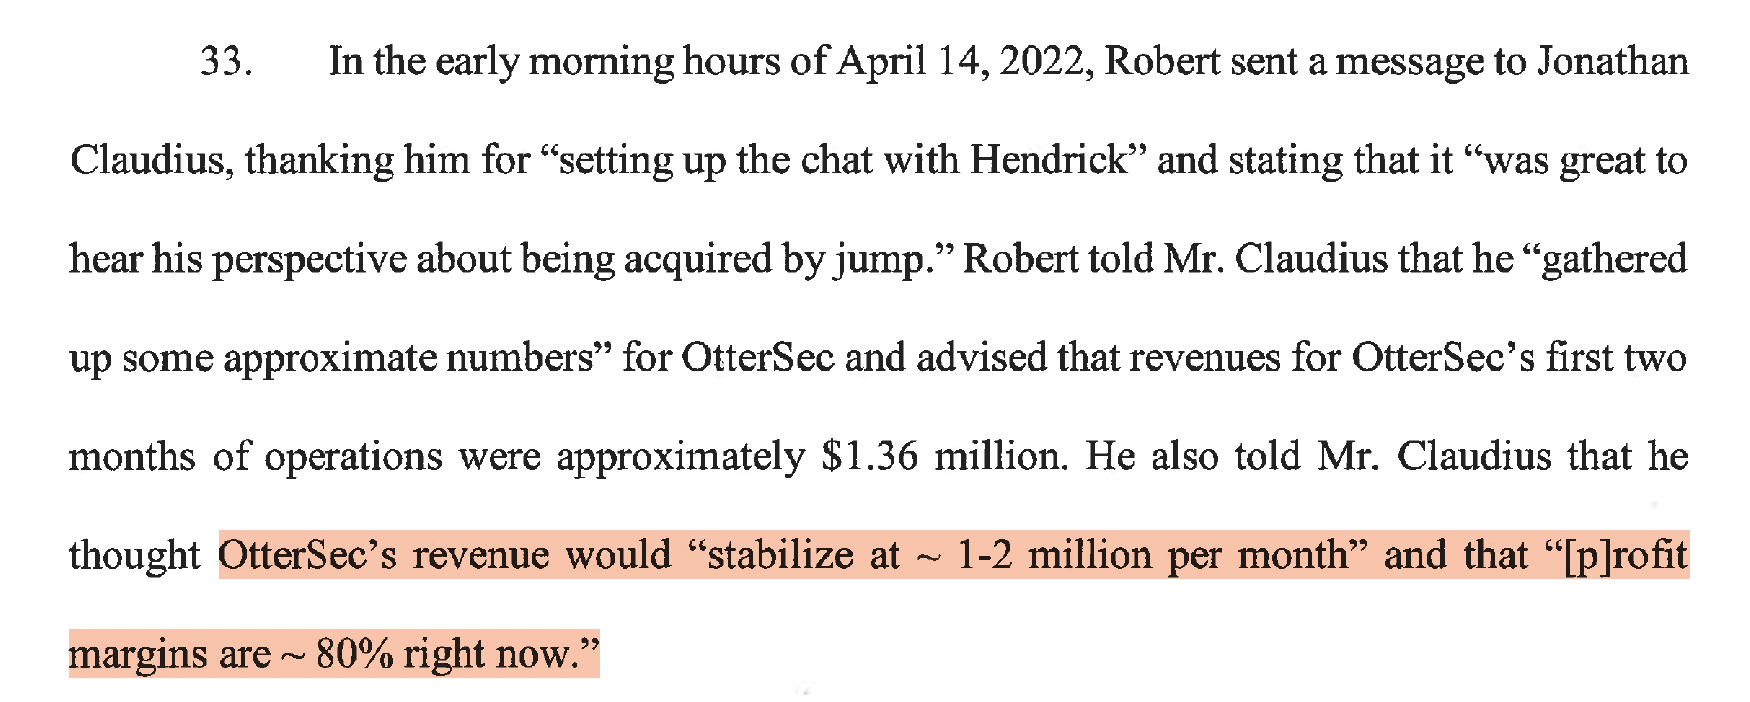 33. In the early morning hours of April 14, 2022, Robert sent a message to Jonathan
Claudius, thanking him for “setting up the chat with Hendrick” and stating that it “was great to
hear his perspective about being acquired by jump.” Robert told Mr. Claudius that he “gathered
up some approximate numbers” for OtterSec and advised that revenues for OtterSec’s first two
months of operations were approximately $1.36 million. He also told Mr. Claudius that he
thought OtterSec’s revenue would “stabilize at ~ 1-2 million per month” and that “[p]rofit
margins are ~ 80% right now.”